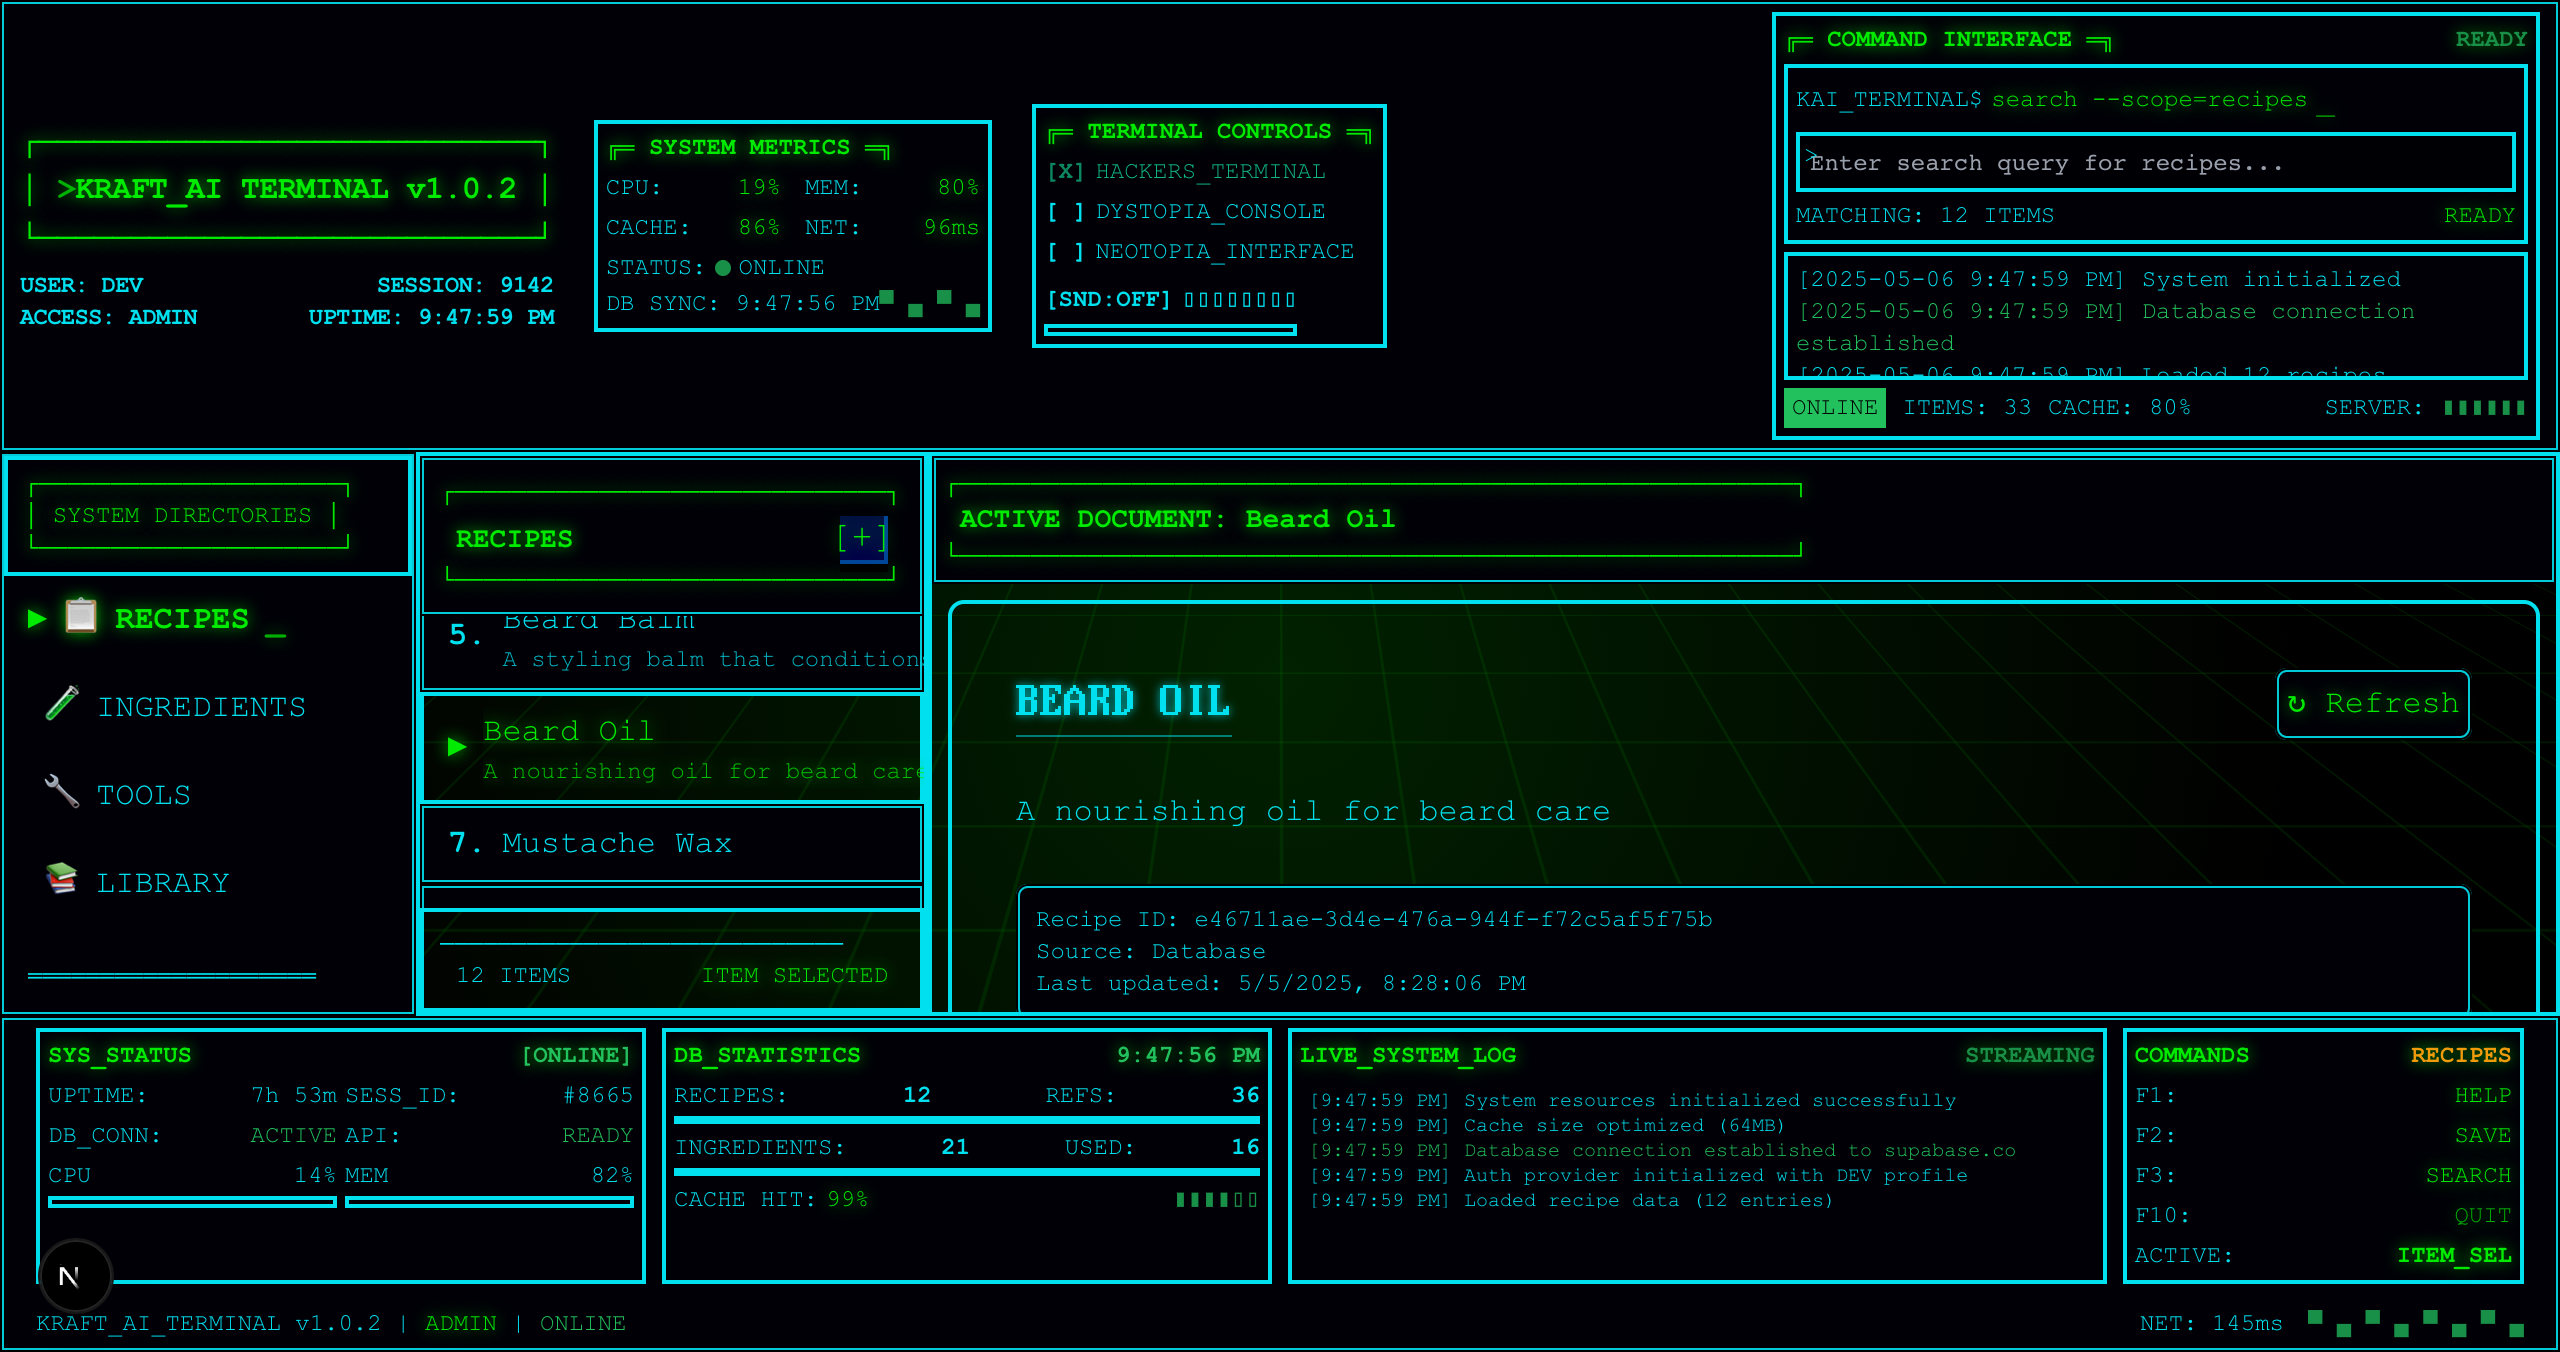 >KRAFT_AI TERMINAL v1.0.2
USER: DEV SESSION: 9142
ACCESS: ADMIN UPTIME: 9:47:59 PM
SYSTEM METRICS
CPU: 19% MEM: 80%
CACHE: 86% NET: 96ms
STATUS: ONLINE
DB SYNC: 9:47:56 PM
TERMINAL CONTROLS
[X] HACKERS_TERMINAL
[ ] DYSTOPIA_CONSOLE
[ ] NEOTOPIA_INTERFACE
[SND:OFF]
COMMAND INTERFACE READY
KAI_TERMINAL$ search --scope=recipes _
>Enter search query for recipes...
MATCHING: 12 ITEMS READY
[2025-05-06 9:47:59 PM] System initialized
[2025-05-06 9:47:59 PM] Database connection
established
[2025-05-06 9:47:59 PM] Loaded 12 recipes
ONLINE ITEMS: 33 CACHE: 80% SERVER:
SYSTEM DIRECTORIES
RECIPES _
INGREDIENTS
TOOLS
LIBRARY
RECIPES [+]
5. Beard Balm
A styling balm that conditions
Beard Oil
A nourishing oil for beard care
7. Mustache Wax
12 ITEMS ITEM SELECTED
ACTIVE DOCUMENT: Beard Oil
BEARD OIL
↻ Refresh
A nourishing oil for beard care
Recipe ID: e46711ae-3d4e-476a-944f-f72c5af5f75b
Source: Database
Last updated: 5/5/2025, 8:28:06 PM
SYS_STATUS [ONLINE]
UPTIME: 7h 53m SESS_ID: #8665
DB_CONN: ACTIVE API: READY
CPU 14% MEM 82%
DB_STATISTICS 9:47:56 PM
RECIPES: 12 REFS: 36
INGREDIENTS: 21 USED: 16
CACHE HIT: 99%
LIVE_SYSTEM_LOG STREAMING
[9:47:59 PM] System resources initialized successfully
[9:47:59 PM] Cache size optimized (64MB)
[9:47:59 PM] Database connection established to supabase.co
[9:47:59 PM] Auth provider initialized with DEV profile
[9:47:59 PM] Loaded recipe data (12 entries)
COMMANDS RECIPES
F1: HELP
F2: SAVE
F3: SEARCH
F10: QUIT
ACTIVE: ITEM_SEL
N
KRAFT_AI_TERMINAL v1.0.2 | ADMIN | ONLINE
NET: 145ms